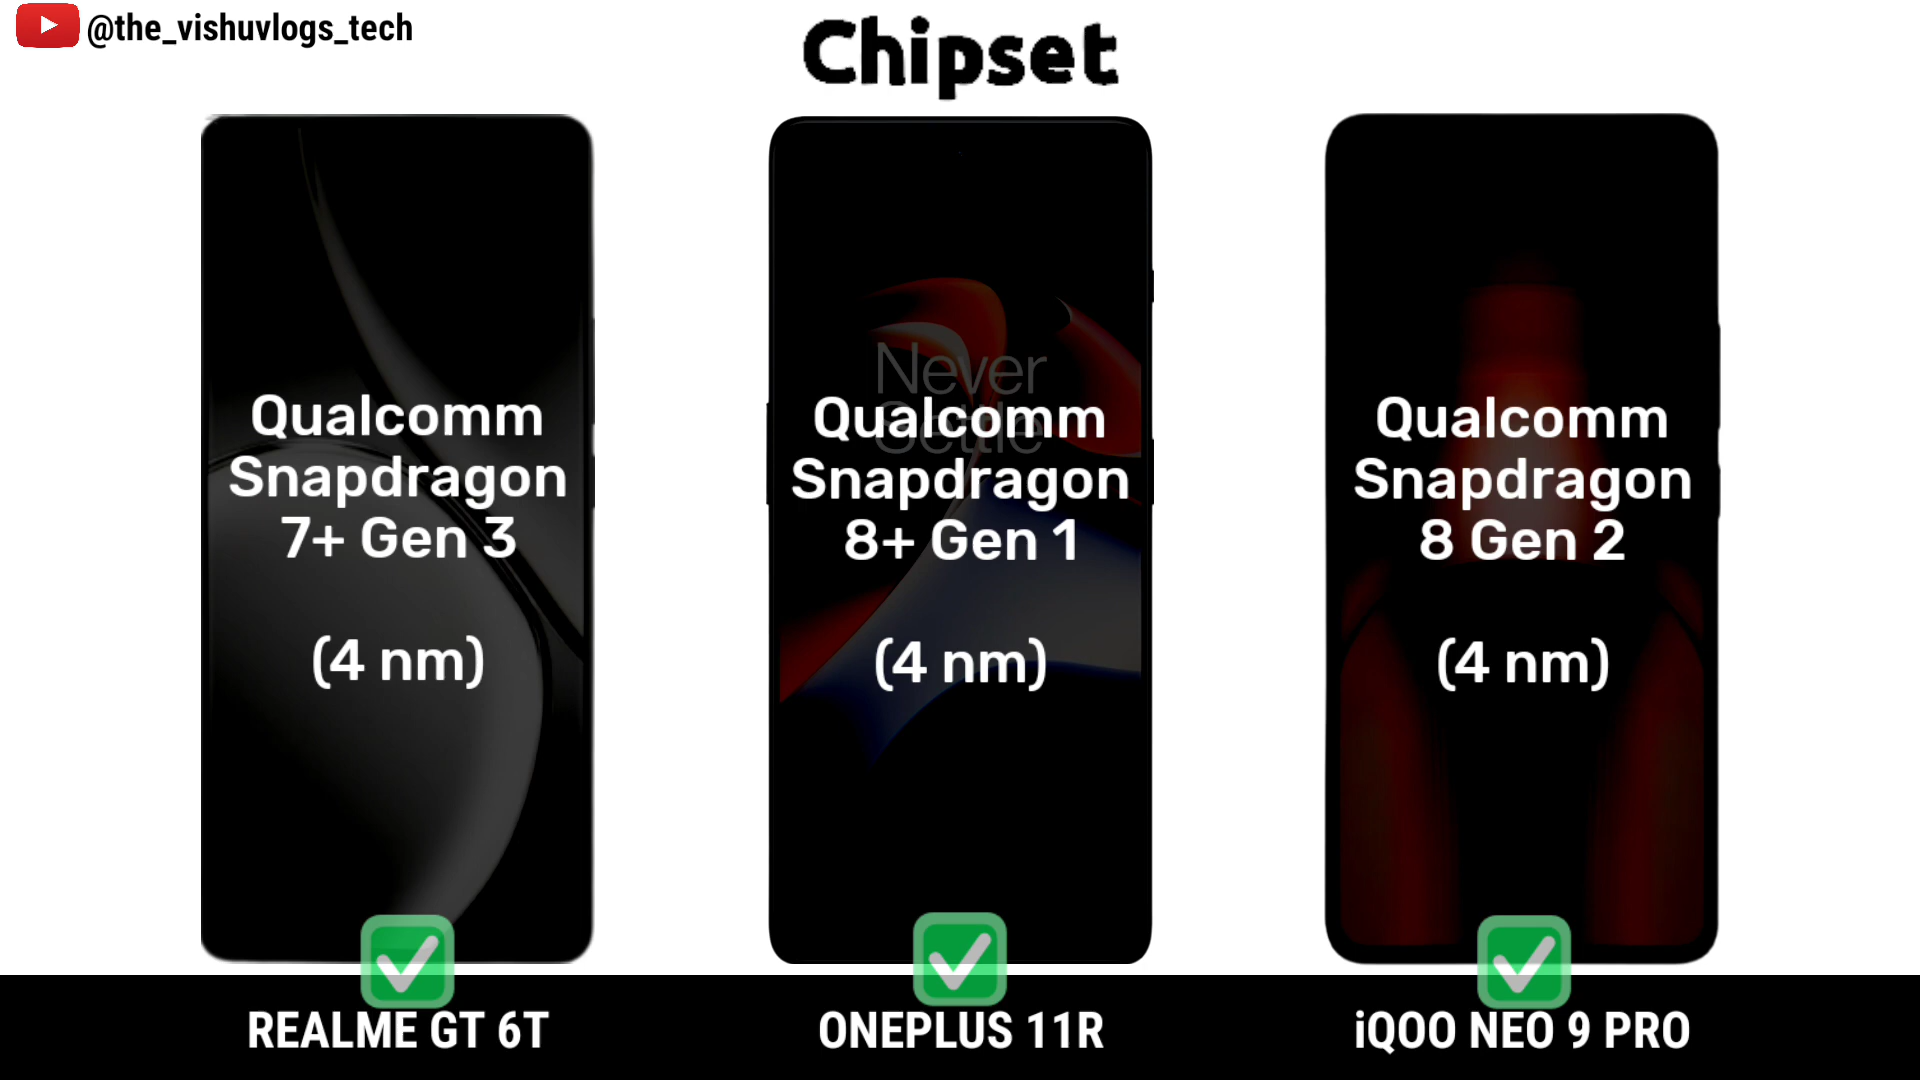 @the_vishuvlogs_tech
Chipset
Never
Settle
Qualcomm
Snapdragon
7+ Gen 3
(4 nm)
Qualcomm
Snapdragon
8+ Gen 1
(4 nm)
Qualcomm
Snapdragon
8 Gen 2
(4 nm)
REALME GT 6T
ONEPLUS 11R
iQOO NEO 9 PRO